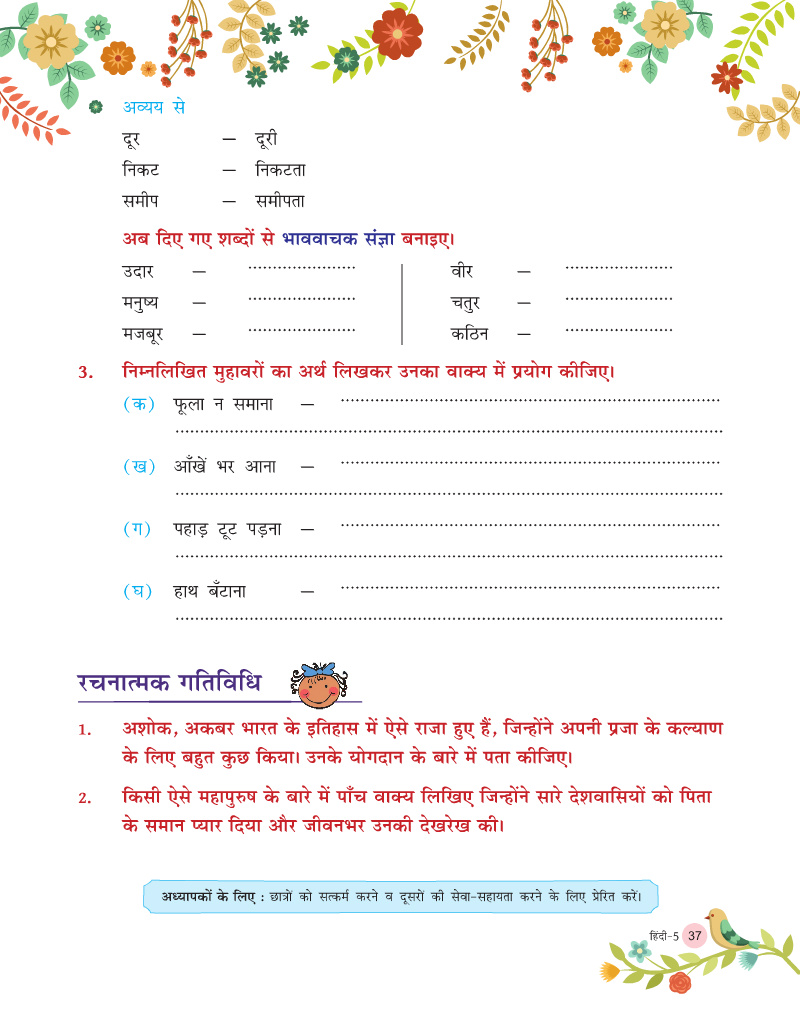 अव्यय से
दूर – दूरी
निकट – निकटता
समीप – समीपता
अब दिए गए शब्दों से भाववाचक संज्ञा बनाइए।
उदार – ........................ वीर – ........................
मनुष्य – ........................ चतुर – ........................
मजबूर – ........................ कठिन – ........................
3. निम्नलिखित मुहावरों का अर्थ लिखकर उनका वाक्य में प्रयोग कीजिए।
(क) फूला न समाना – ........................
........................
(ख) आँखें भर आना – ........................
........................
(ग) पहाड़ टूट पड़ना – ........................
........................
(घ) हाथ बँटाना – ........................
........................
रचनात्मक गतिविधि
1. अशोक, अकबर भारत के इतिहास में ऐसे राजा हुए हैं, जिन्होंने अपनी प्रजा के कल्याण
के लिए बहुत कुछ किया। उनके योगदान के बारे में पता कीजिए।
2. किसी ऐसे महापुरुष के बारे में पाँच वाक्य लिखिए जिन्होंने सारे देशवासियों को पिता
के समान प्यार दिया और जीवनभर उनकी देखरेख की।
अध्यापकों के लिए : छात्रों को सत्कर्म करने व दूसरों की सेवा-सहायता करने के लिए प्रेरित करें।
हिंदी-5 37